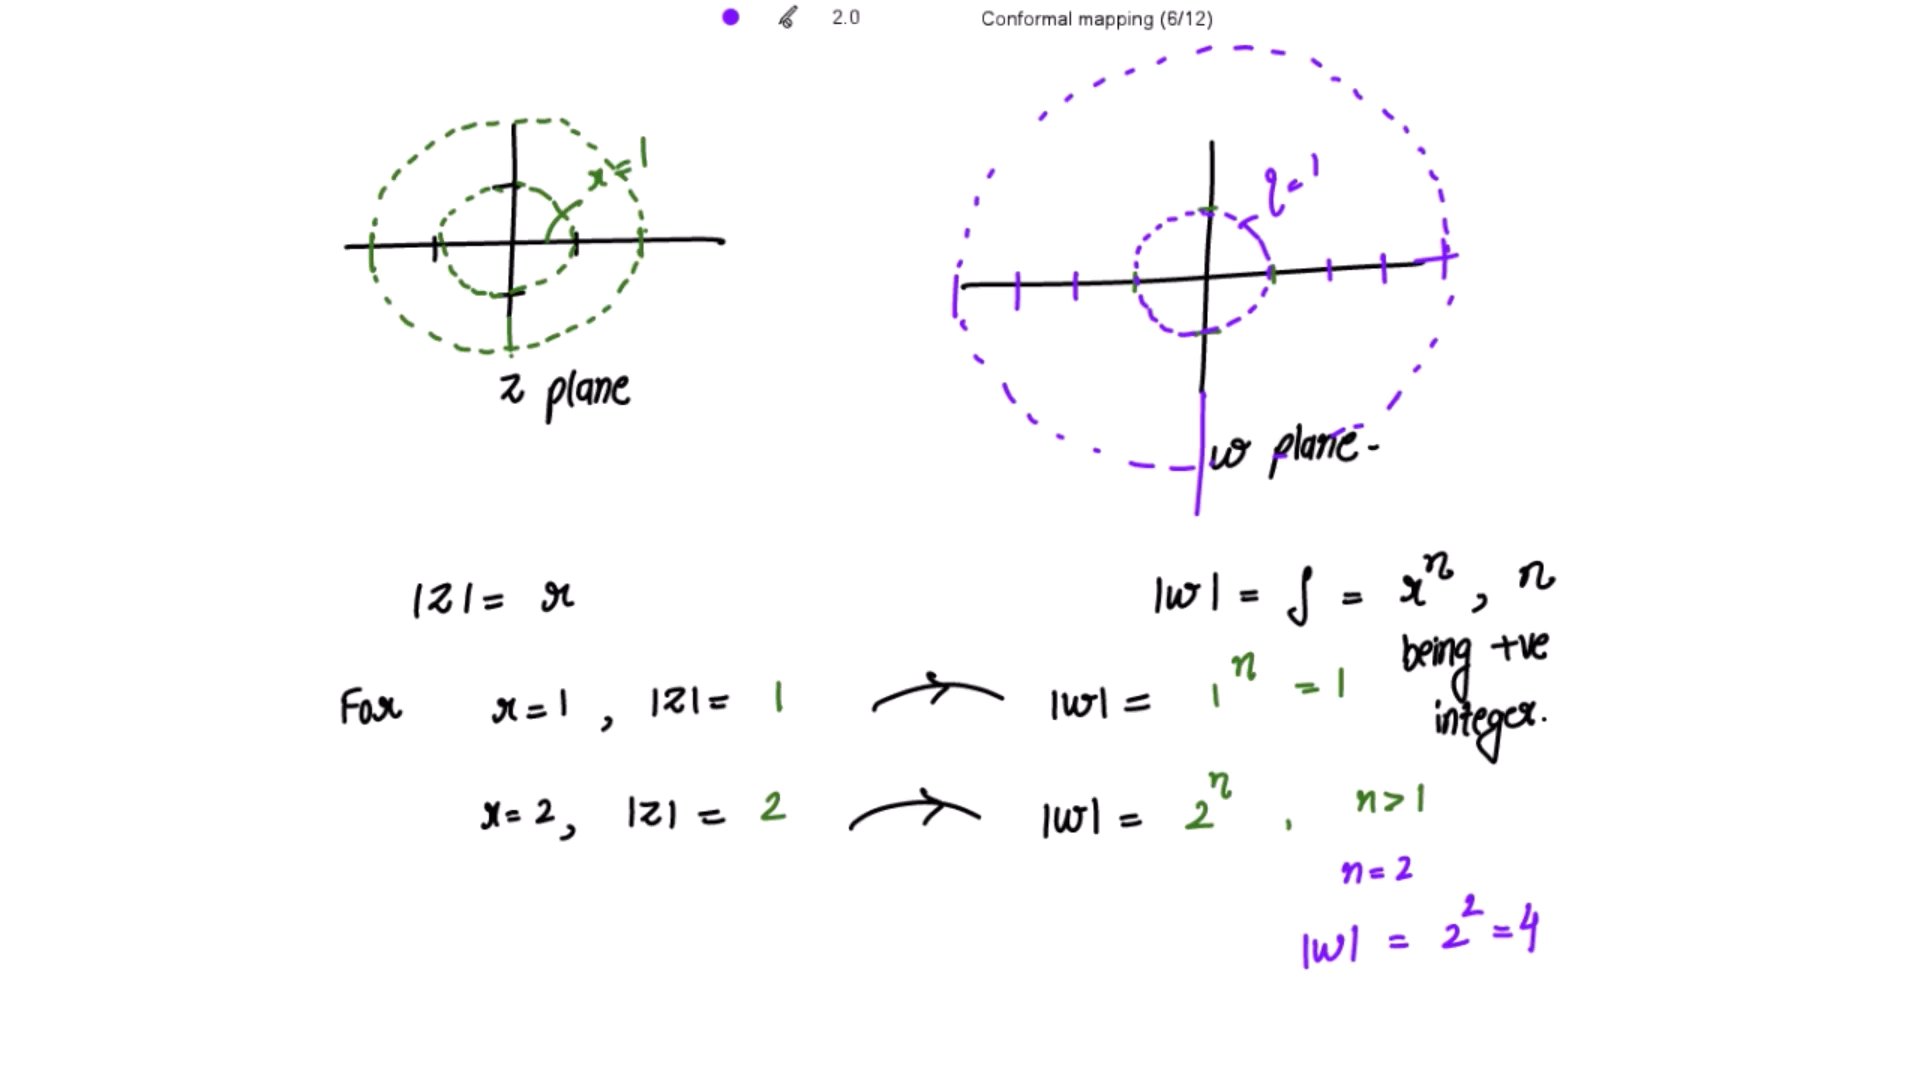 2.0 Conformal mapping (6/12)
r=1
ρ=1
z plane
w plane-
|z| = r |w| = ρ = r^n , n
being +ve
integer.
For r=1 , |z|= 1 |w| = 1^n = 1
r=2, |z| = 2 |w| = 2^n , n>1
n=2
|w| = 2^2 =4